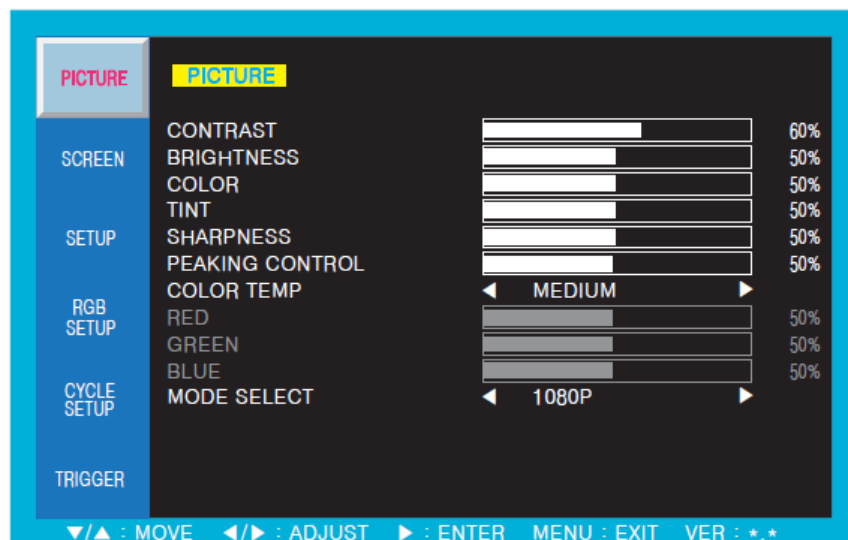 PICTURE
SCREEN
SETUP
RGB
SETUP
CYCLE
SETUP
TRIGGER
PICTURE
CONTRAST 60%
BRIGHTNESS 50%
COLOR 50%
TINT 50%
SHARPNESS 50%
PEAKING CONTROL 50%
COLOR TEMP ◀ MEDIUM ▶
RED 50%
GREEN 50%
BLUE 50%
MODE SELECT ◀ 1080P ▶
▼/▲ : MOVE ◀/▶ : ADJUST ▶ : ENTER MENU : EXIT VER : *.*